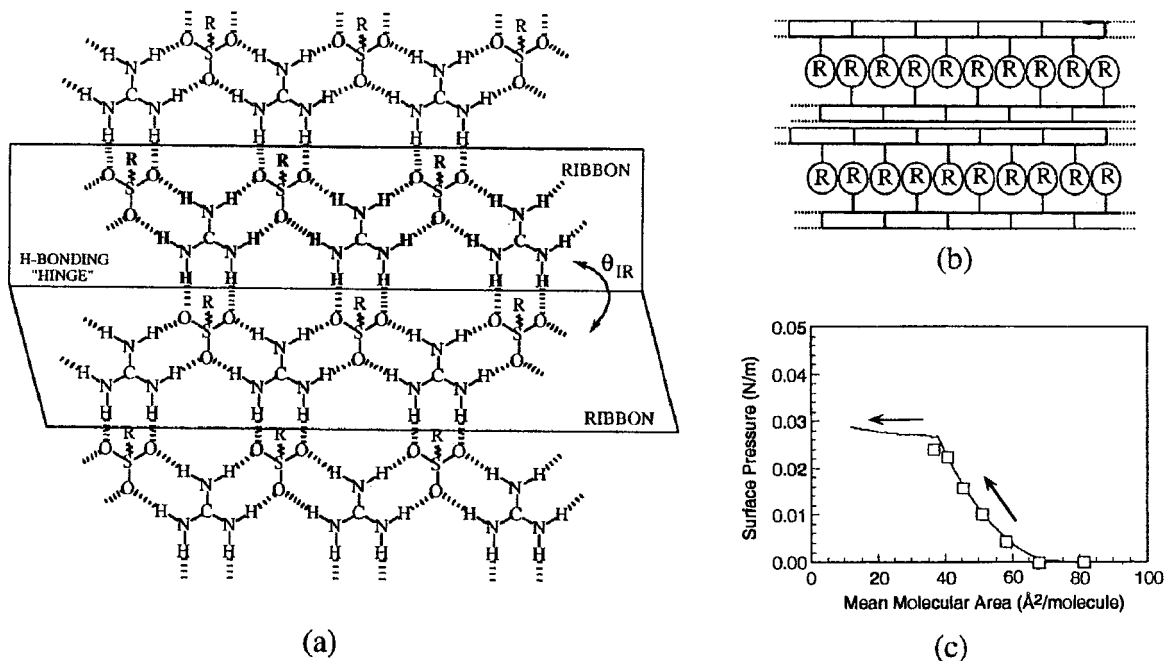 R R R
O O O O O O
H N N H S O H N N H S O H N N H S O
C C C
H N N H H N N H H N N H
H H H H H H
R R R RIBBON
O S O H N N H O S O H N N H O S O H N N H
O C O C O C
H-BONDING
"HINGE"
H N N H H N N H H N N H
θIR
H H H H H H
R R R
O S O O S O O S O
H N H O H N H O H N H O
C C C
H N N H H N N H H N N H
H H H H H H RIBBON
R R R
O S O H N H O S O H N H O S O H N H
O C O C O C
H N N H H N N H H N N H
H H H H H H
(a)
R R R R R R R R R R
R R R R R R R R R R
(b)
0.05
0.04
0.03
0.02
0.01
0.00
Surface Pressure (N/m)
0 20 40 60 80 100
Mean Molecular Area (Å²/molecule)
(c)